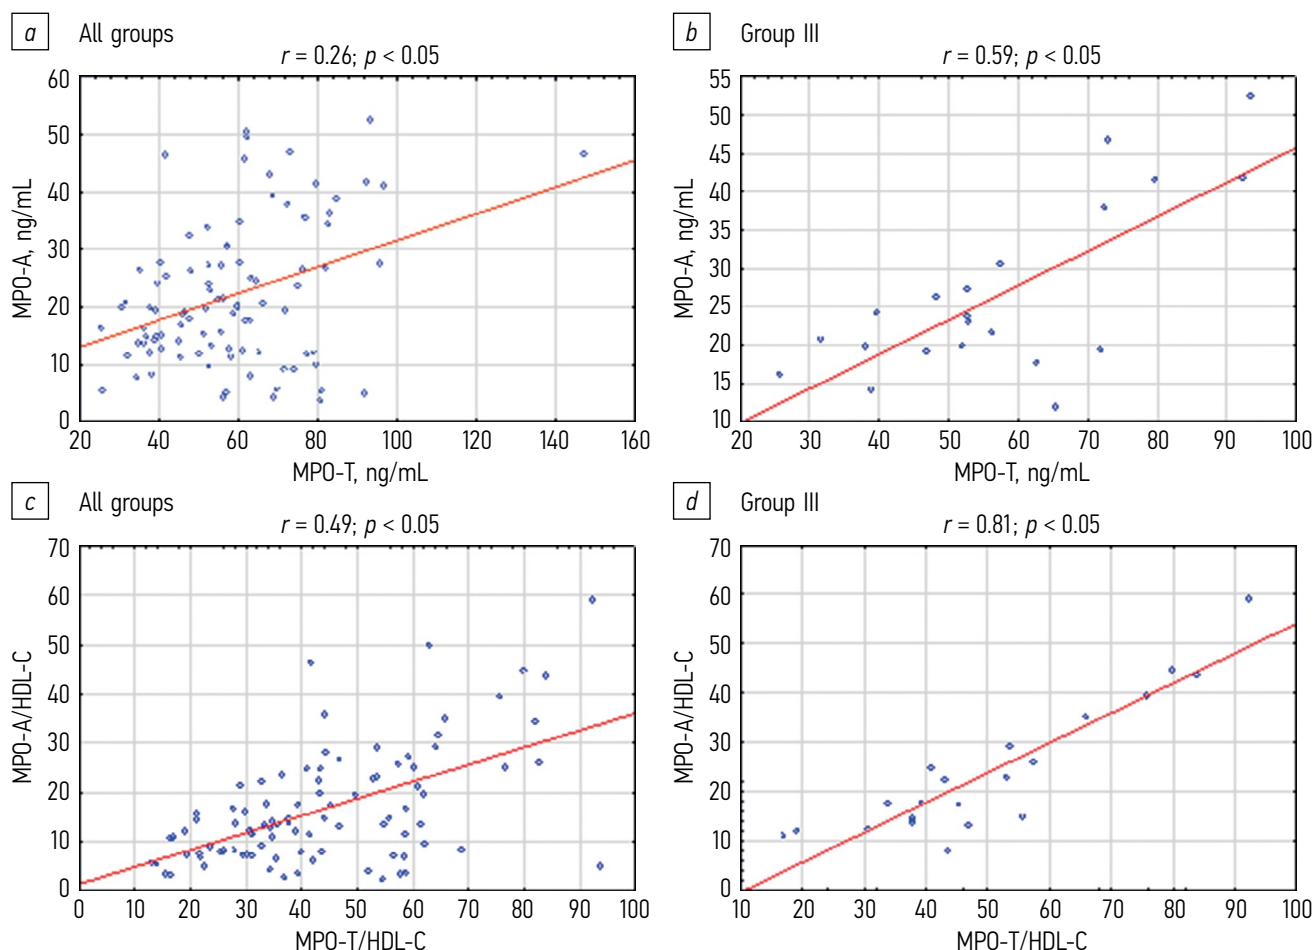 a All groups
r = 0.26; p < 0.05
60
50
40
30
20
10
0
MPO-A, ng/mL
20 40 60 80 100 120 140 160
MPO-T, ng/mL
b Group III
r = 0.59; p < 0.05
55
50
45
40
35
30
25
20
15
10
MPO-A, ng/mL
20 30 40 50 60 70 80 90 100
MPO-T, ng/mL
c All groups
r = 0.49; p < 0.05
70
60
50
40
30
20
10
0
MPO-A/HDL-C
0 10 20 30 40 50 60 70 80 90 100
MPO-T/HDL-C
d Group III
r = 0.81; p < 0.05
70
60
50
40
30
20
10
0
MPO-A/HDL-C
10 20 30 40 50 60 70 80 90 100
MPO-T/HDL-C